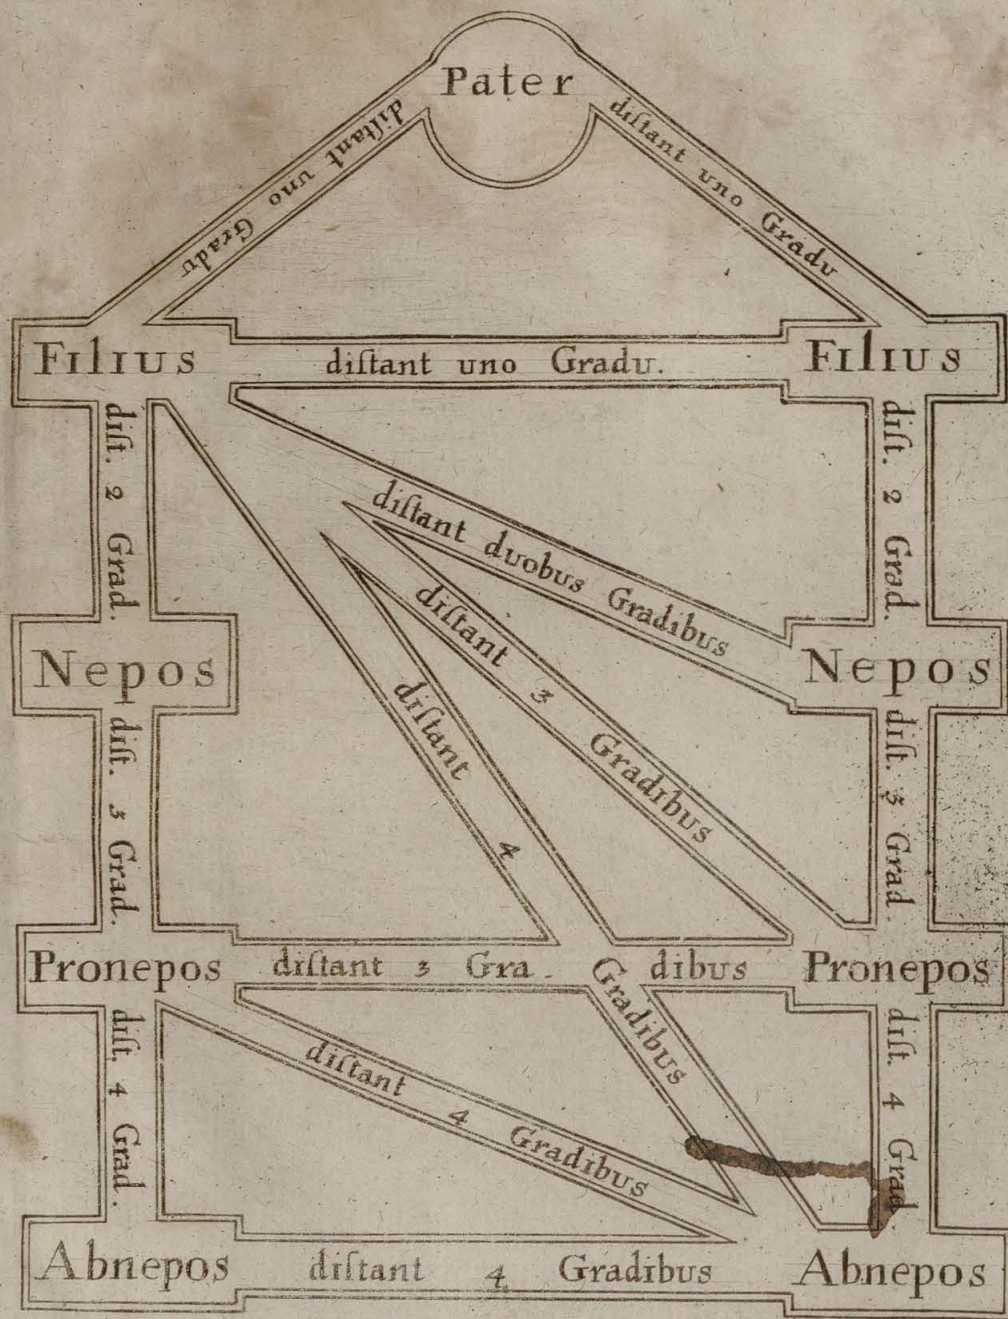 Pater
diſtant uno Gradu
diſtant uno Gradu
Filius
diſtant uno Gradu.
Filius
diſt. 2 Grad.
diſt. 2 Grad.
diſtant duobus Gradibus
diſtant 3 Gradibus
diſtant 4 Gradibus
Nepos
Nepos
diſt. 3 Grad.
diſt. 3 Grad.
Pronepos
diſtant 3 Gra. dibus
Pronepos
diſt. 4 Grad.
diſt. 4 Grad.
diſtant 4 Gradibus
Abnepos
diſtant 4 Gradibus
Abnepos